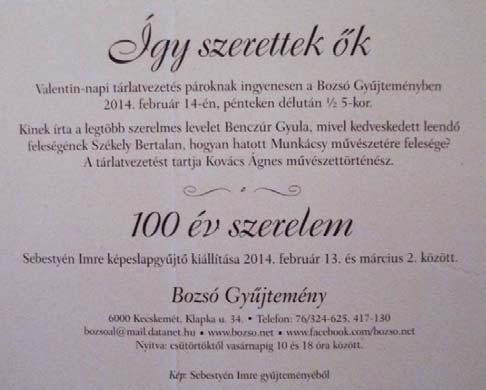 Így szerettek ők
Valentin-napi tárlatvezetés pároknak ingyenesen a Bozsó Gyűjteményben
2014. február 14-én, pénteken délután ½ 5-kor.
Kinek írta a legtöbb szerelmes levelet Benczúr Gyula, mivel kedveskedett leendő
feleségének Székely Bertalan, hogyan hatott Munkácsy művészetére felesége?
A tárlatvezetést tartja Kovács Ágnes művészettörténész.
100 év szerelem
Sebestyén Imre képeslapgyűjtő kiállítása 2014. február 13. és március 2. között.
Bozsó Gyűjtemény
6000 Kecskemét, Klapka u. 34. • Telefon: 76/324-625, 417-130
bozsoal@mail.datanet.hu • www.bozso.net • www.facebook.com/bozso.net
Nyitva: csütörtöktől vasárnapig 10 és 18 óra között.
Kép: Sebestyén Imre gyűjteményéből